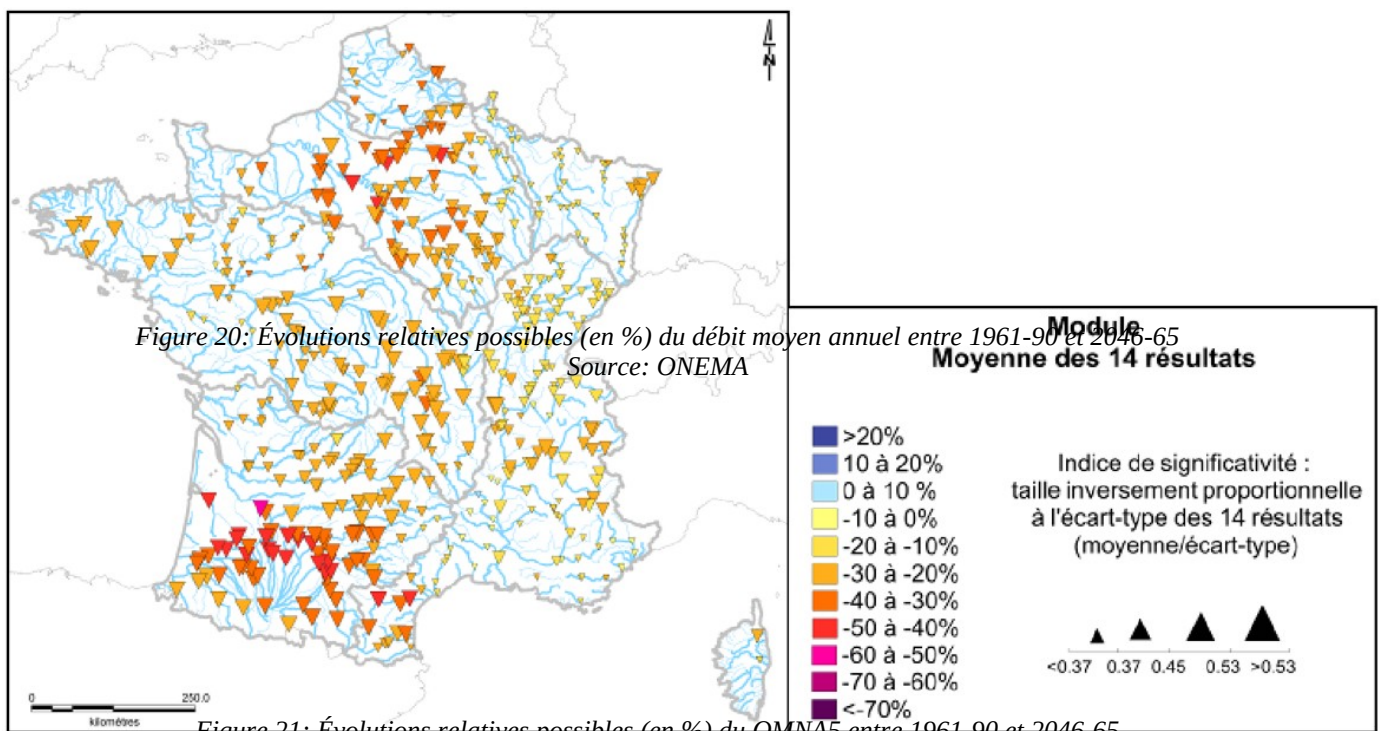 N
Figure 20: Évolutions relatives possibles (en %) du débit moyen annuel entre 1961-90 et 2046-65
Source: ONEMA
Module
Moyenne des 14 résultats
>20%
10 à 20%
0 à 10 %
-10 à 0%
-20 à -10%
-30 à -20%
-40 à -30%
-50 à -40%
-60 à -50%
-70 à -60%
<-70%
Indice de significativité :
taille inversement proportionnelle
à l'écart-type des 14 résultats
(moyenne/écart-type)
<0.37 0.37 0.45 0.53 >0.53
0 250.0
kilomètres
Figure 21: Évolutions relatives possibles (en %) du QMNA5 entre 1961-90 et 2046-65